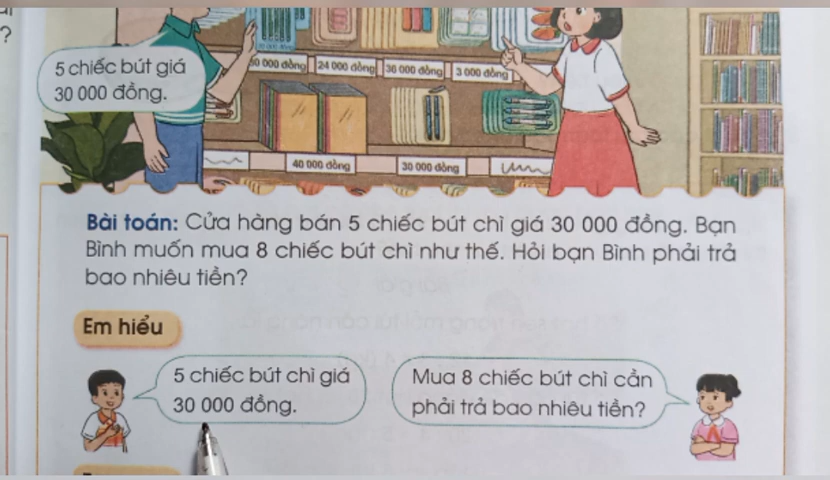 5 chiếc bút giá
30 000 đồng.
24 000 đồng
36 000 đồng
3 000 đồng
40 000 đồng
30 000 đồng
Bài toán: Cửa hàng bán 5 chiếc bút chì giá 30 000 đồng. Bạn
Bình muốn mua 8 chiếc bút chì như thế. Hỏi bạn Bình phải trả
bao nhiêu tiền?
Em hiểu
5 chiếc bút chì giá
30 000 đồng.
Mua 8 chiếc bút chì cần
phải trả bao nhiêu tiền?